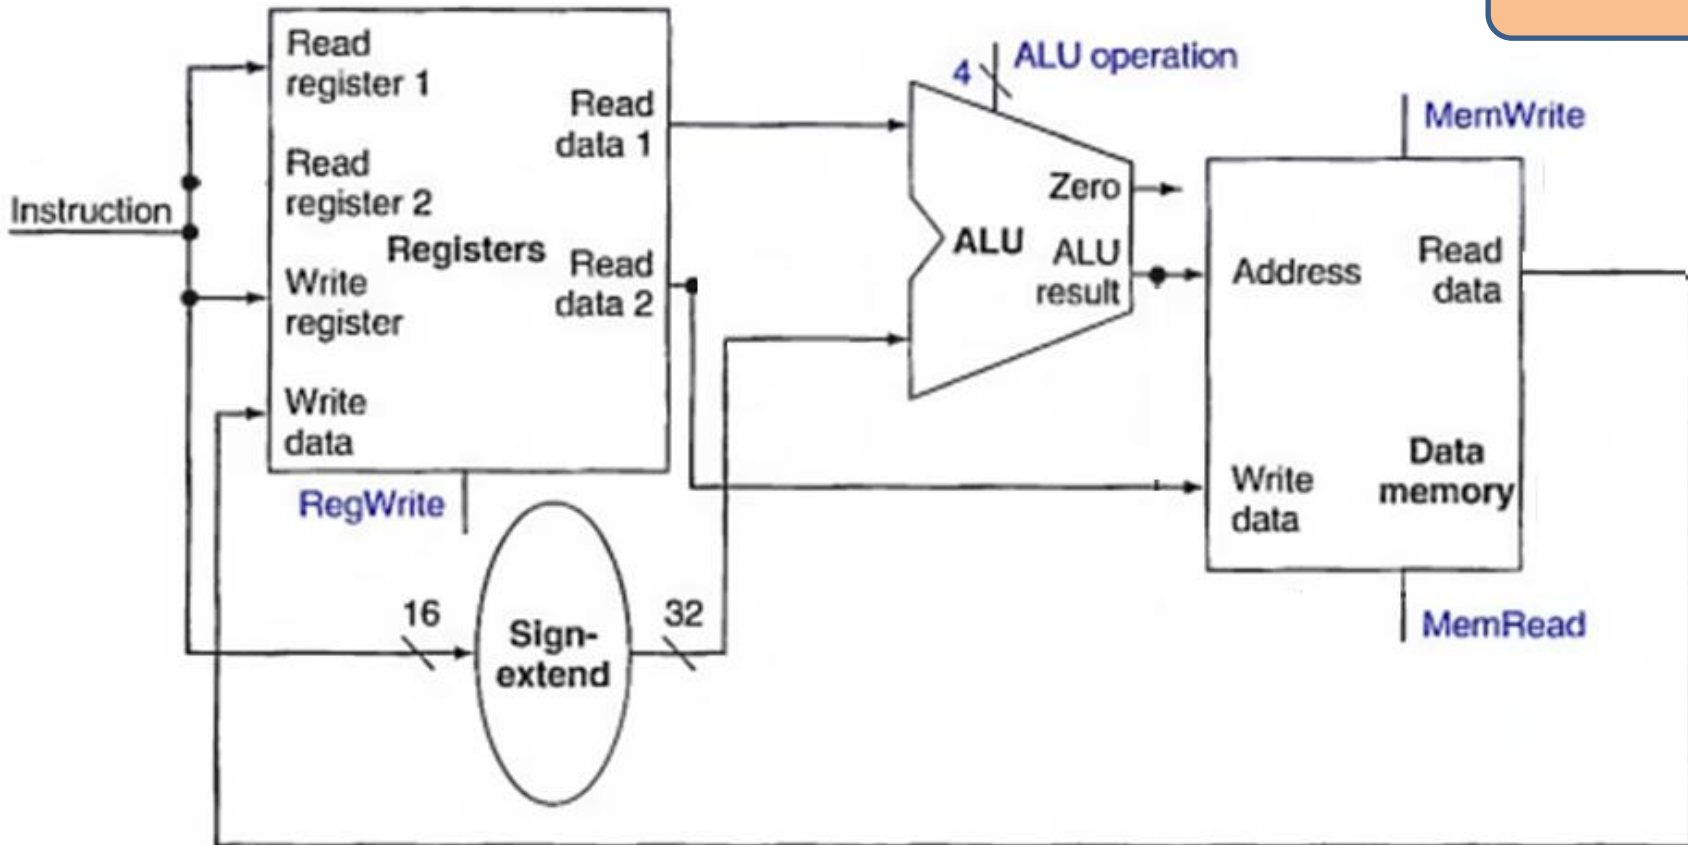 Read
register 1
Read
data 1
Read
register 2
Instruction
Registers
Read
data 2
Write
register
Write
data
RegWrite
16
Sign-
extend
32
4
ALU operation
Zero
ALU
ALU
result
MemWrite
Address
Read
data
Write
data
Data
memory
MemRead